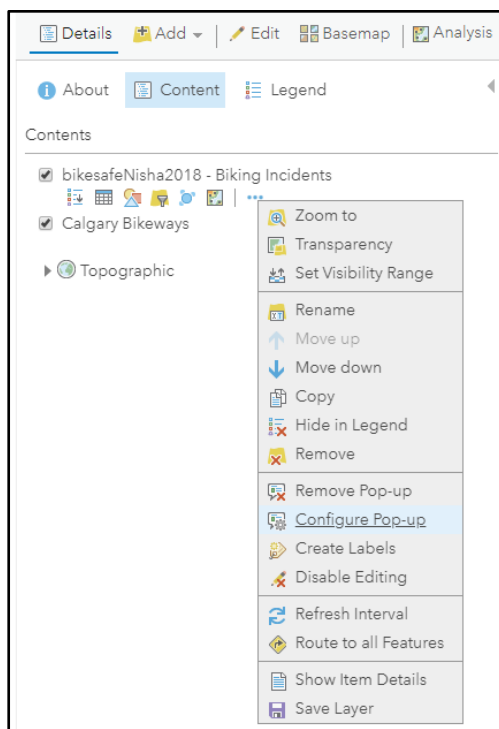 Details Add Edit Basemap Analysis
About Content Legend
Contents
bikesafeNisha2018 - Biking Incidents
Calgary Bikeways
Topographic
Zoom to
Transparency
Set Visibility Range
Rename
Move up
Move down
Copy
Hide in Legend
Remove
Remove Pop-up
Configure Pop-up
Create Labels
Disable Editing
Refresh Interval
Route to all Features
Show Item Details
Save Layer